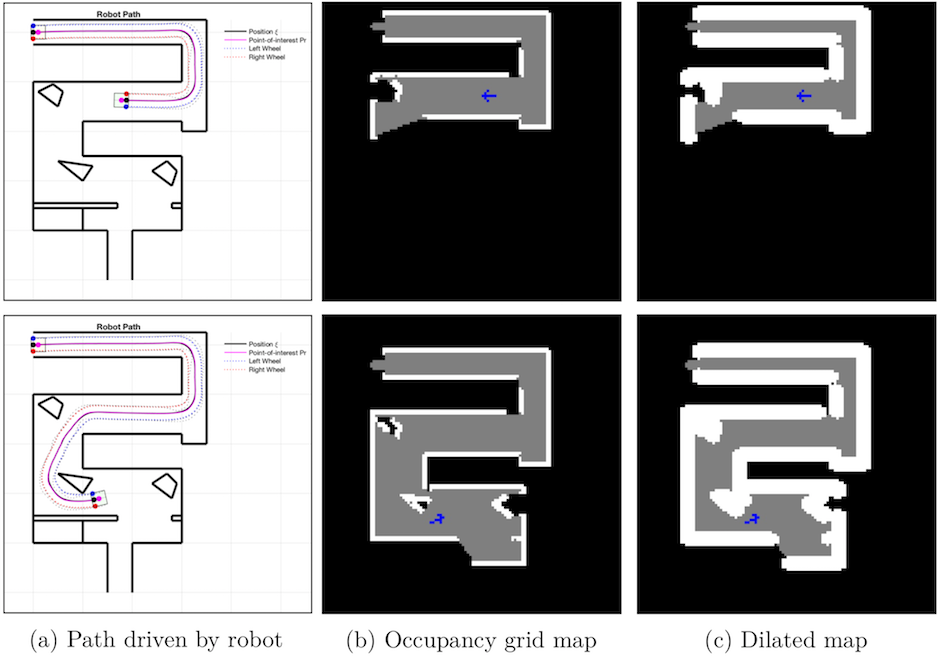 Robot Path
Position ξ
Point-of-interest Pr
Left Wheel
Right Wheel
Robot Path
Position ξ
Point-of-interest Pr
Left Wheel
Right Wheel
(a) Path driven by robot
(b) Occupancy grid map
(c) Dilated map